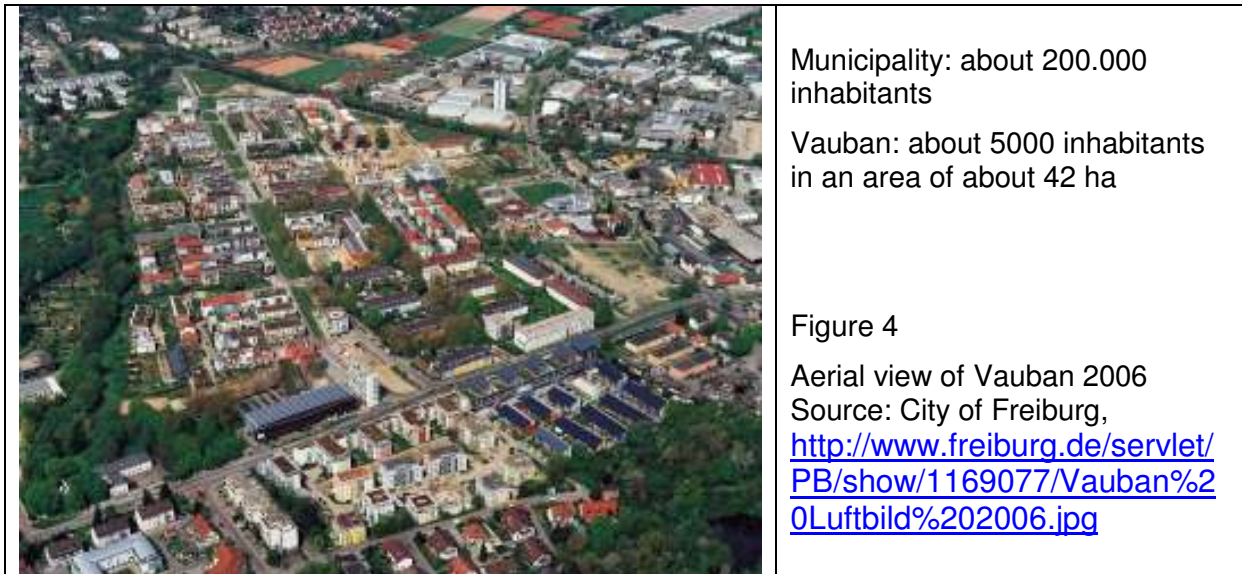 Municipality: about 200.000
inhabitants
Vauban: about 5000 inhabitants
in an area of about 42 ha
Figure 4
Aerial view of Vauban 2006
Source: City of Freiburg,
http://www.freiburg.de/servlet/
PB/show/1169077/Vauban%2
0Luftbild%202006.jpg